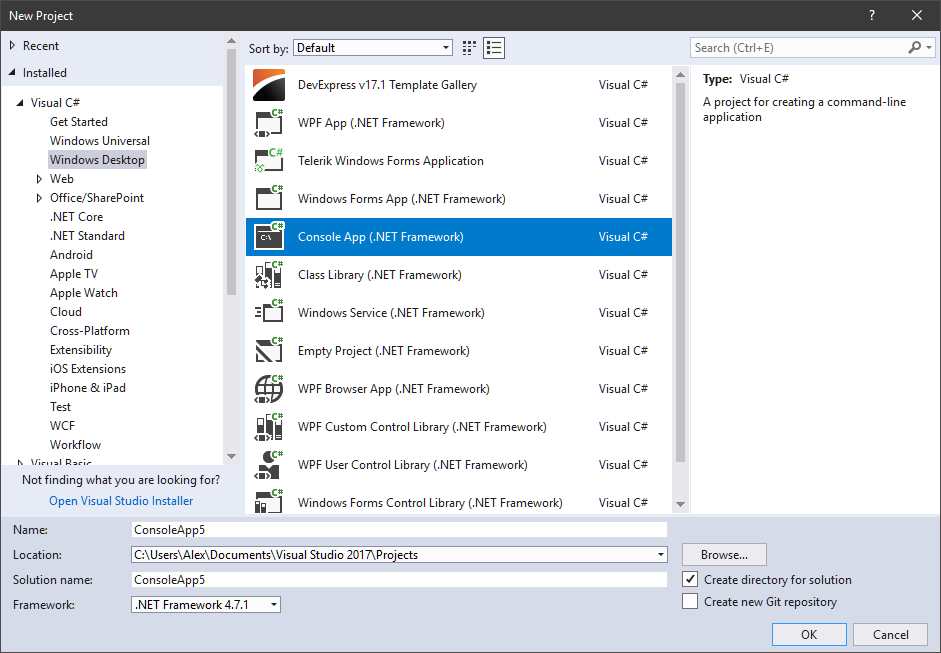 New Project
?
Recent
Installed
Visual C#
Get Started
Windows Universal
Windows Desktop
Web
Office/SharePoint
.NET Core
.NET Standard
Android
Apple TV
Apple Watch
Cloud
Cross-Platform
Extensibility
iOS Extensions
iPhone & iPad
Test
WCF
Workflow
Visual Basic
Not finding what you are looking for?
Open Visual Studio Installer
Sort by: Default
DevExpress v17.1 Template Gallery Visual C#
WPF App (.NET Framework) Visual C#
Telerik Windows Forms Application Visual C#
Windows Forms App (.NET Framework) Visual C#
Console App (.NET Framework) Visual C#
Class Library (.NET Framework) Visual C#
Windows Service (.NET Framework) Visual C#
Empty Project (.NET Framework) Visual C#
WPF Browser App (.NET Framework) Visual C#
WPF Custom Control Library (.NET Framework) Visual C#
WPF User Control Library (.NET Framework) Visual C#
Windows Forms Control Library (.NET Framework) Visual C#
Search (Ctrl+E)
Type: Visual C#
A project for creating a command-line
application
Name: ConsoleApp5
Location: C:\Users\Alex\Documents\Visual Studio 2017\Projects
Browse...
Solution name: ConsoleApp5
Create directory for solution
Framework: .NET Framework 4.7.1
Create new Git repository
OK
Cancel